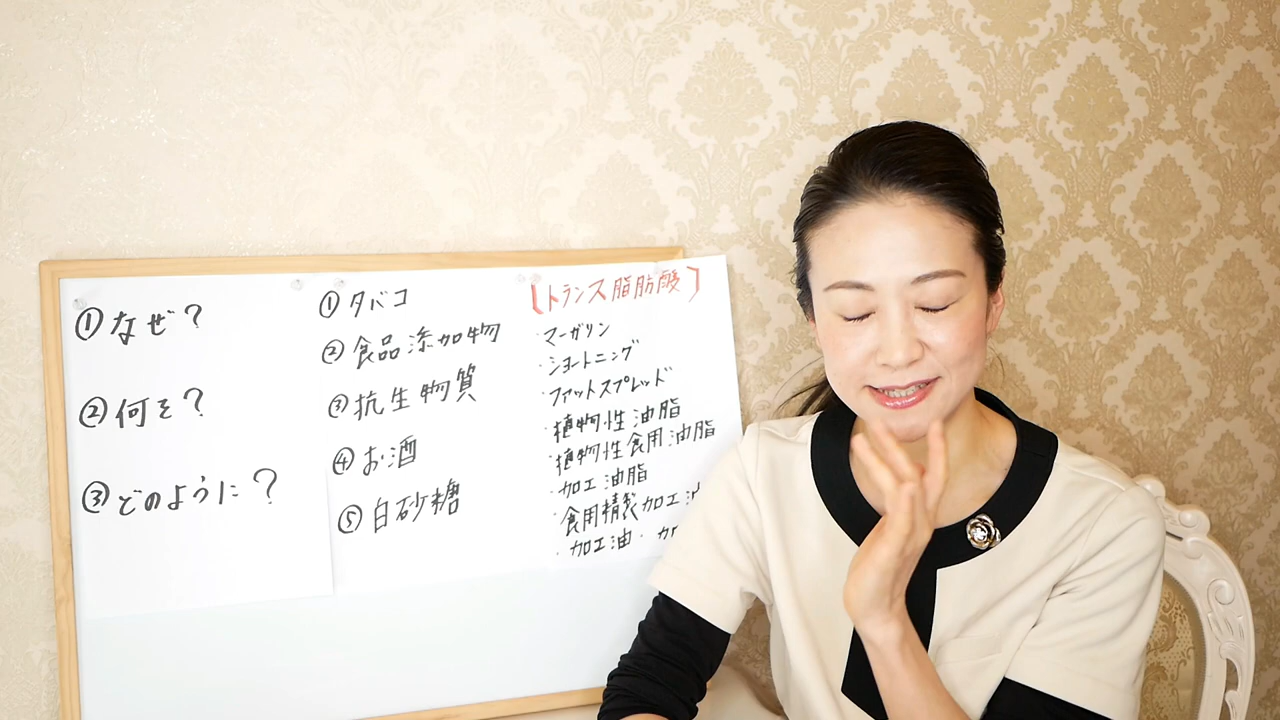 ①なぜ?
②何を?
③どのように?
①タバコ
②食品添加物
③抗生物質
④お酒
⑤白砂糖
【トランス脂肪酸】
・マーガリン
・ショートニング
・ファットスプレッド
・植物性油脂
・植物性食用油脂
・加工油脂
・食用精製加工
・加工油・加